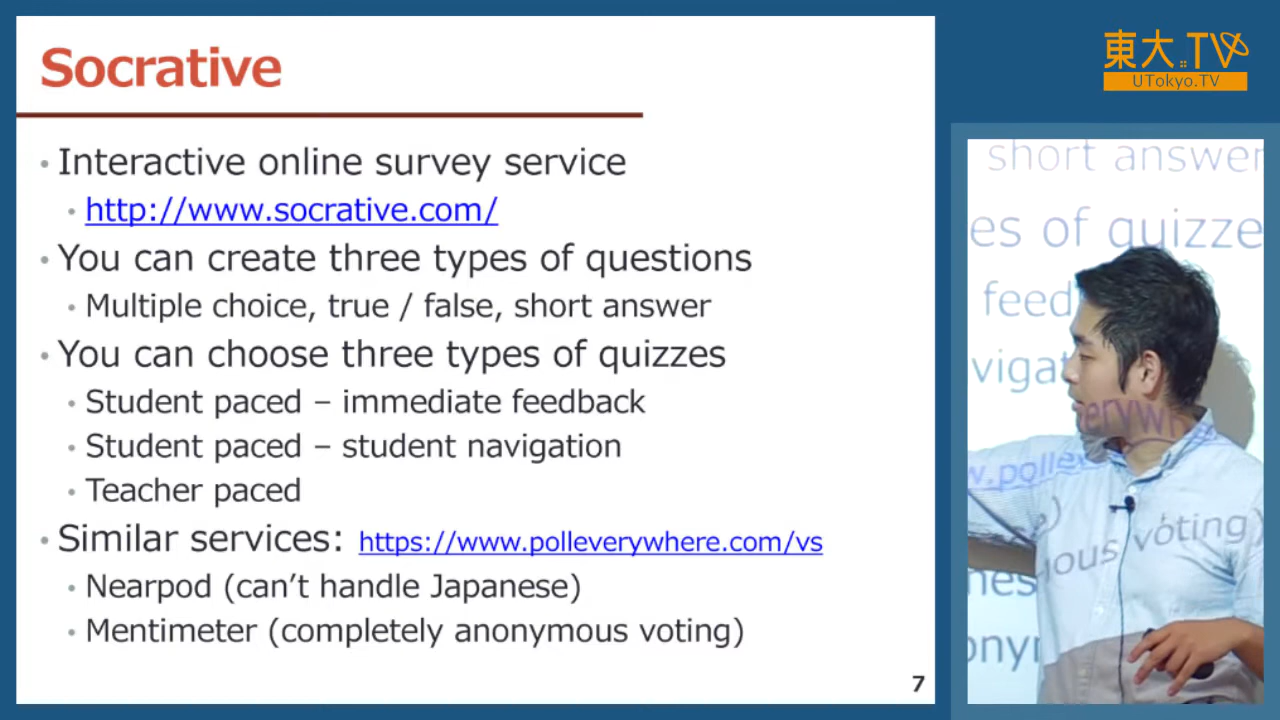 Socrative
• Interactive online survey service
• http://www.socrative.com/
• You can create three types of questions
• Multiple choice, true / false, short answer
• You can choose three types of quizzes
• Student paced – immediate feedback
• Student paced – student navigation
• Teacher paced
• Similar services: https://www.polleverywhere.com/vs
• Nearpod (can't handle Japanese)
• Mentimeter (completely anonymous voting)
7
東大.TV
UTokyo.TV
short answer
es of quizze
feed
vigat
erywh
w.pollev
e)
ious voting)
nes
onym